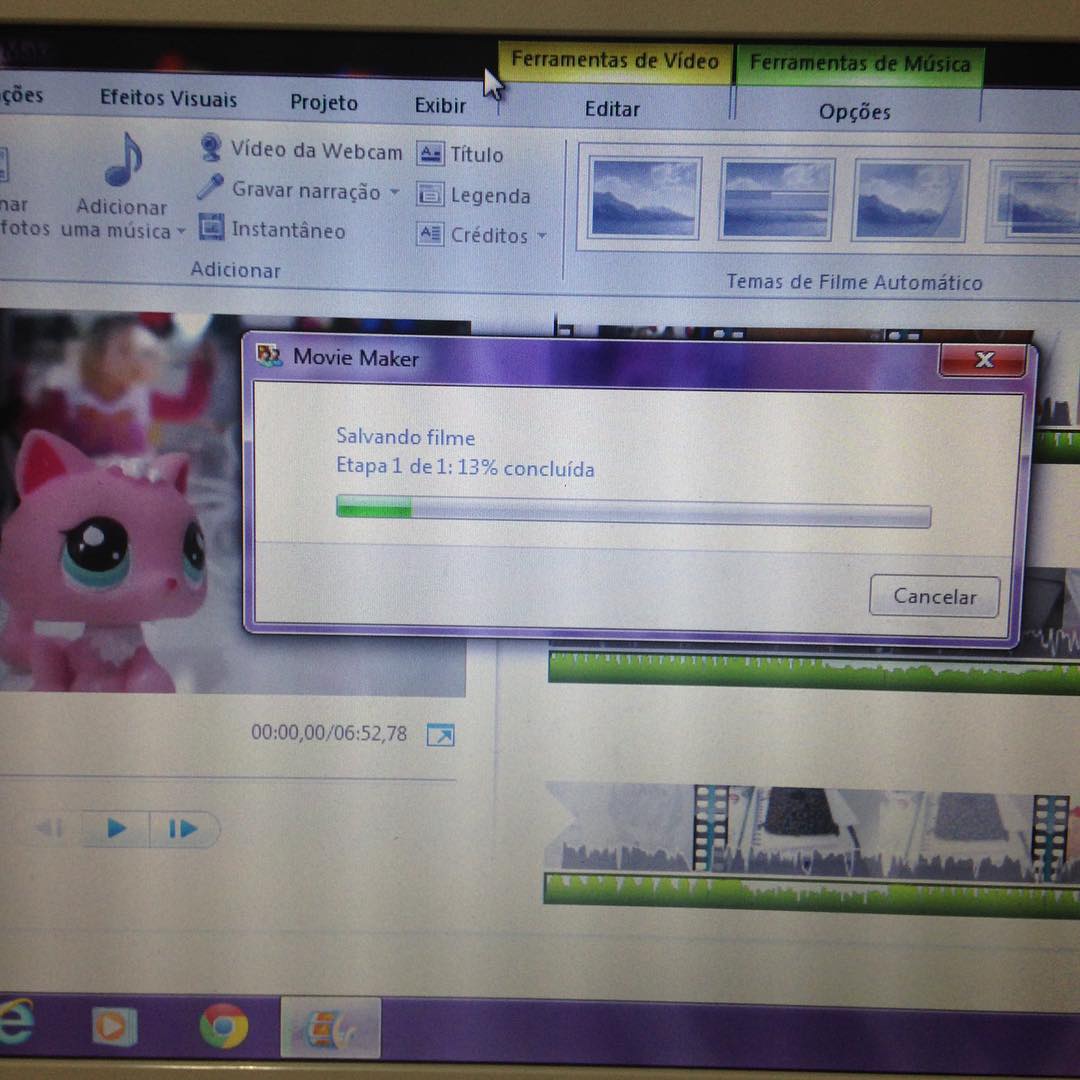 Ferramentas de Vídeo
Ferramentas de Música
ções
Efeitos Visuais
Projeto
Exibir
Editar
Opções
nar
fotos
Adicionar
uma música
Vídeo da Webcam
Gravar narração
Instantâneo
Título
Legenda
Créditos
Adicionar
Temas de Filme Automático
Movie Maker
Salvando filme
Etapa 1 de 1: 13% concluída
Cancelar
00:00,00/06:52,78